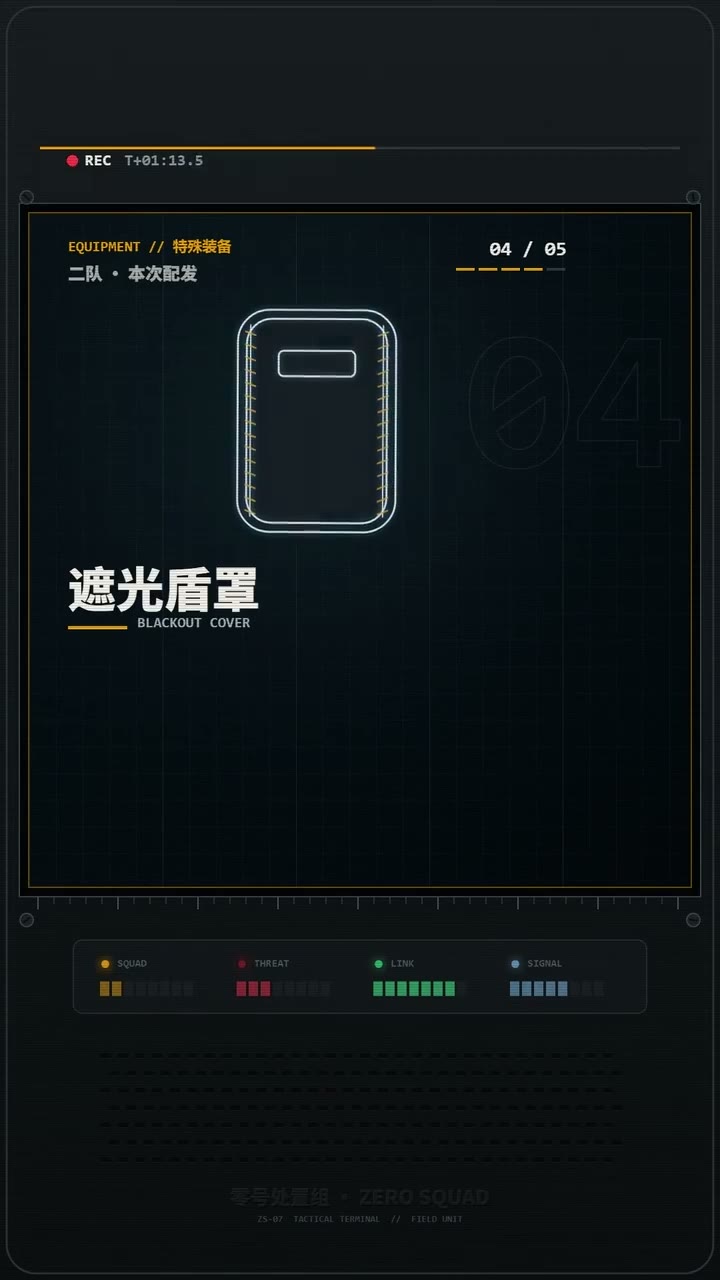 REC T+01:13.5
EQUIPMENT // 特殊装备
04 / 05
二队 • 本次配发
04
遮光盾罩
BLACKOUT COVER
SQUAD
THREAT
LINK
SIGNAL
零号处置组 • ZERO SQUAD
ZS-07 TACTICAL TERMINAL // FIELD UNIT